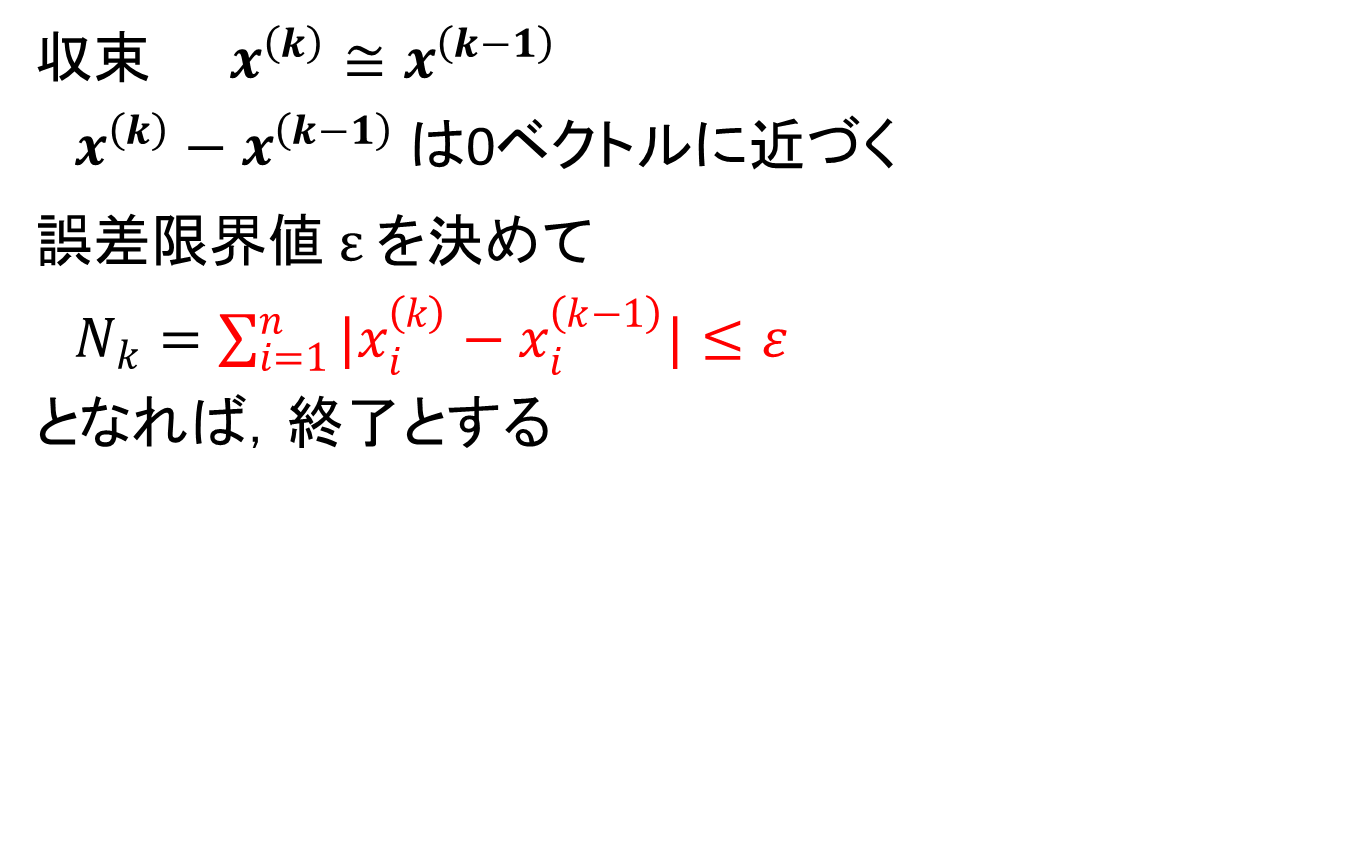 収束 𝒙⁽ᵏ⁾ ≅ 𝒙⁽ᵏ⁻¹⁾
𝒙⁽ᵏ⁾ − 𝒙⁽ᵏ⁻¹⁾ は0ベクトルに近づく
誤差限界値 ε を決めて
N_k = ∑_{i=1}^{n} |x_i^{(k)} − x_i^{(k−1)}| ≤ ε
となれば, 終了とする